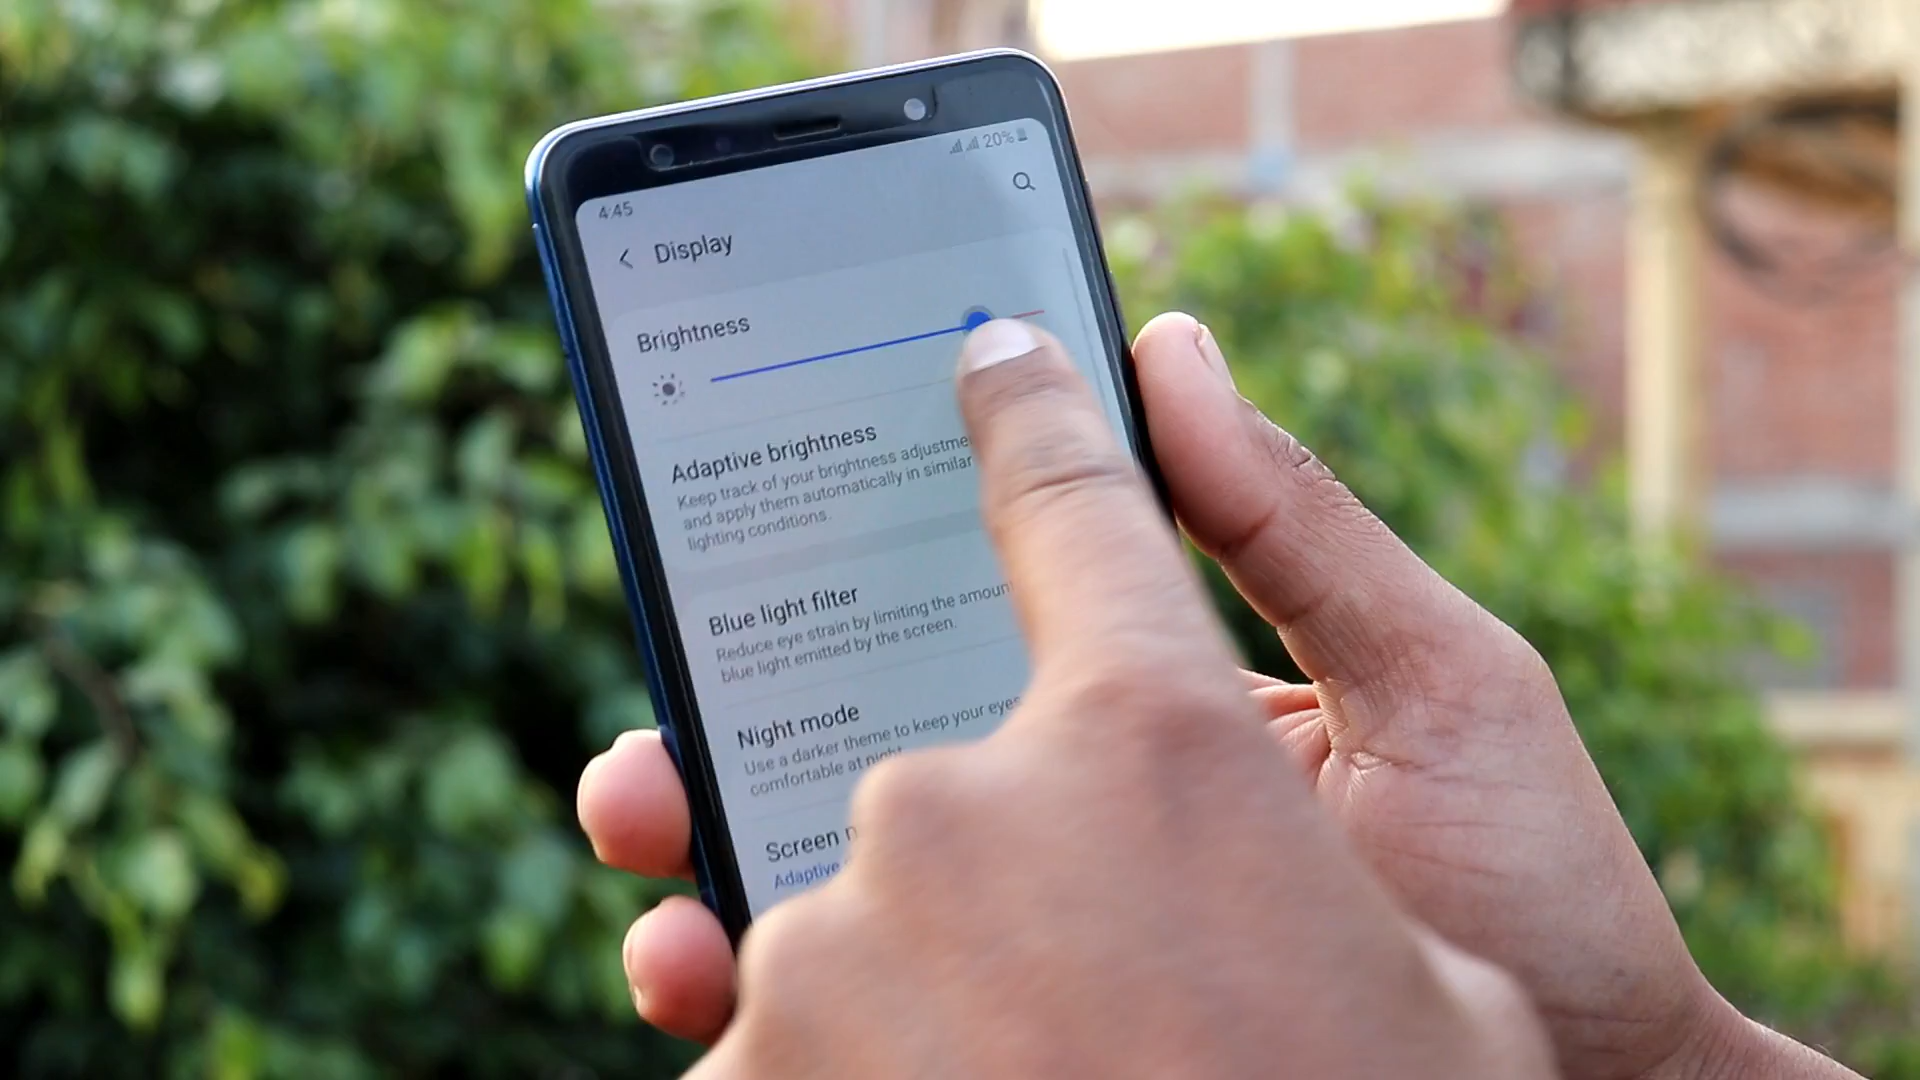 20%
4:45
Display
Brightness
Adaptive brightness
Keep track of your brightness
and apply them automatically in similar
lighting conditions.
Blue light filter
Reduce eye strain by limiting the
blue light emitted by the screen.
Night mode
Use a darker theme to keep your eyes
comfortable at night.
Screen
Adaptive